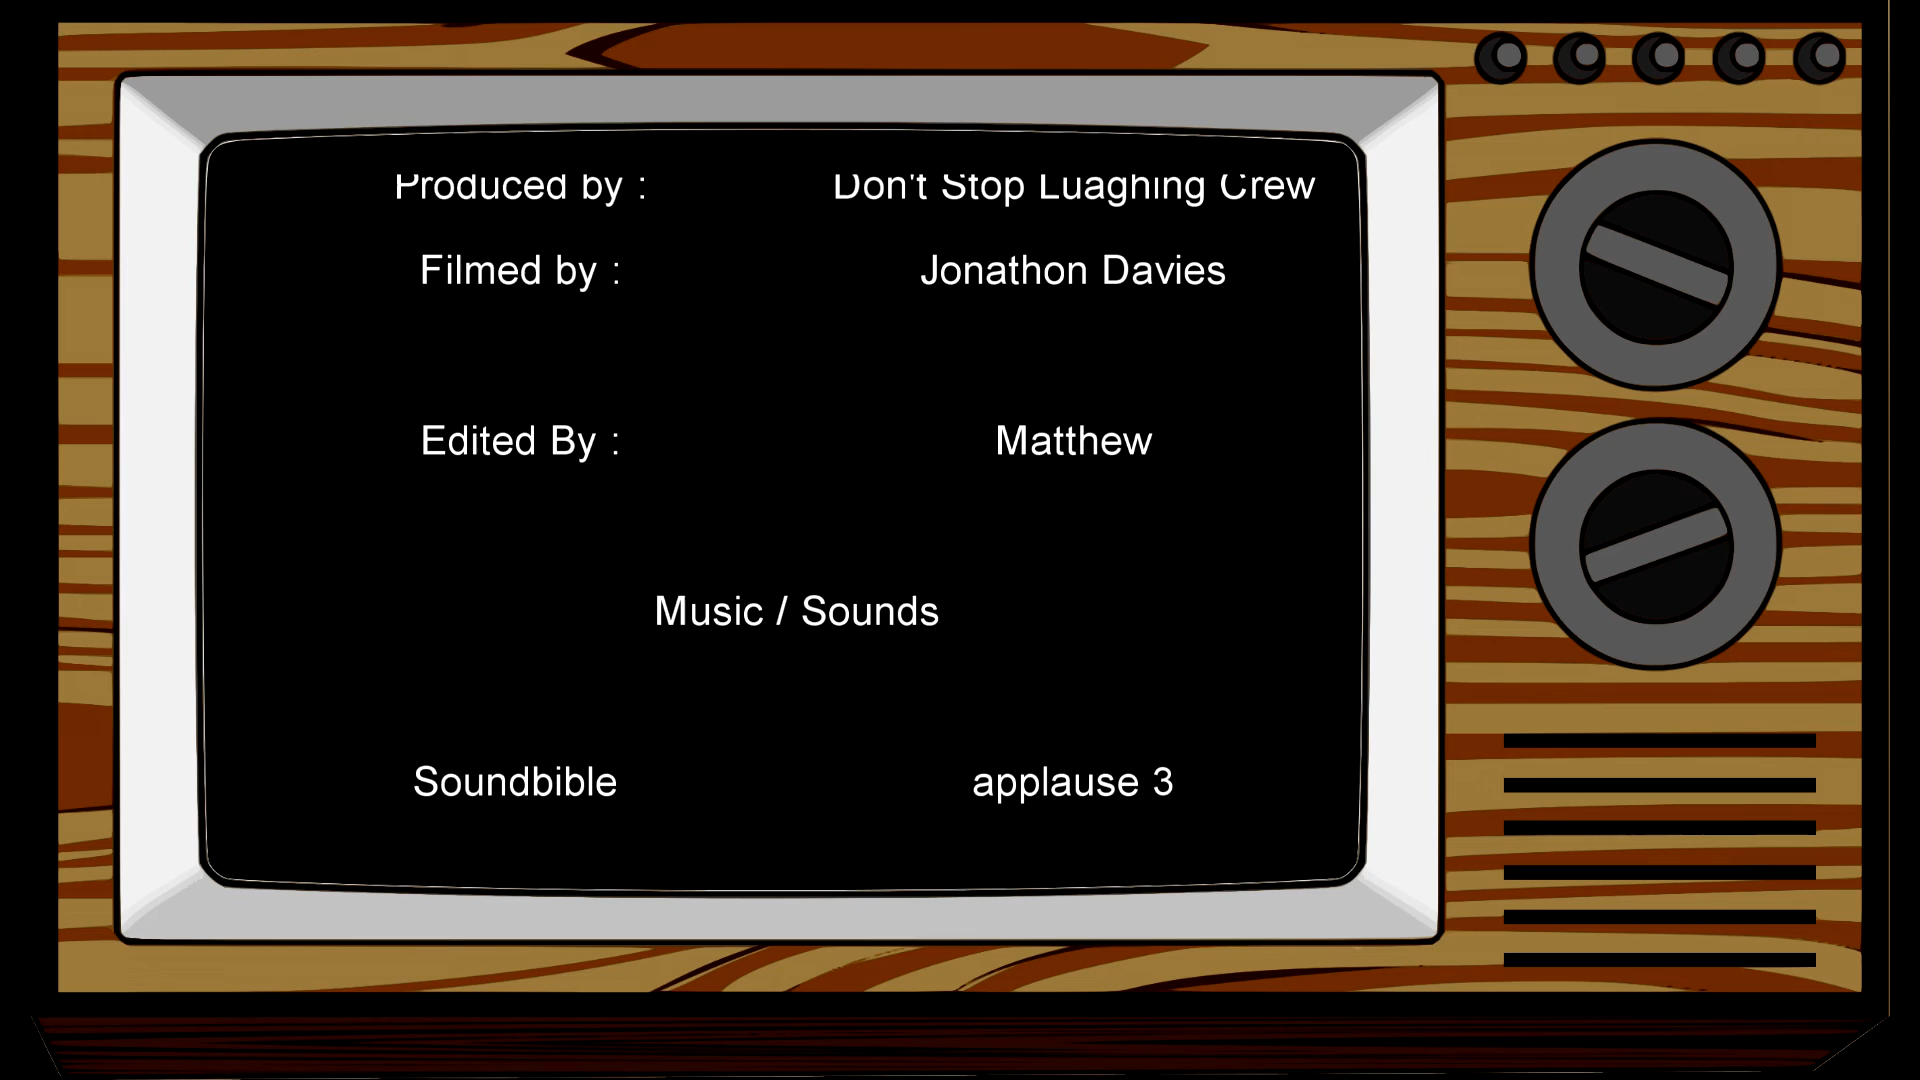 Produced by : Don't Stop Luaghing Crew
Filmed by : Jonathon Davies
Edited By : Matthew
Music / Sounds
Soundbible applause 3